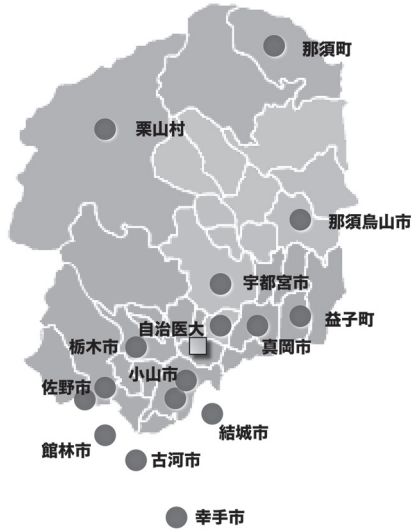 那須町
栗山村
那須烏山市
宇都宮市
益子町
自治医大
真岡市
栃木市
小山市
佐野市
結城市
館林市
古河市
幸手市